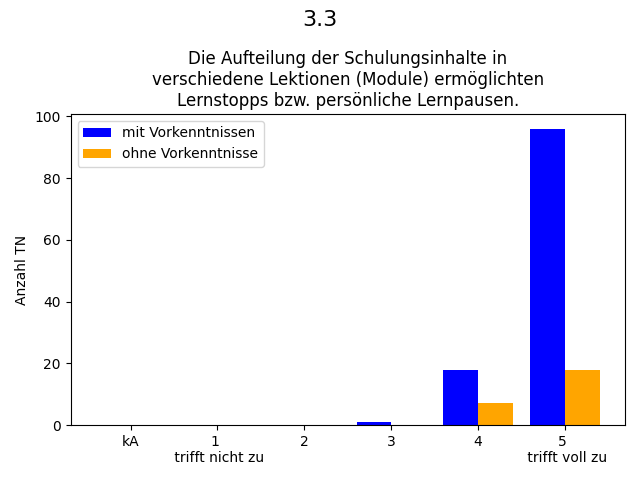 3.3
Die Aufteilung der Schulungsinhalte in
verschiedene Lektionen (Module) ermöglichten
Lernstopps bzw. persönliche Lernpausen.
mit Vorkenntnissen
ohne Vorkenntnisse
Anzahl TN
100
80
60
40
20
0
kA 1 2 3 4 5
trifft nicht zu trifft voll zu